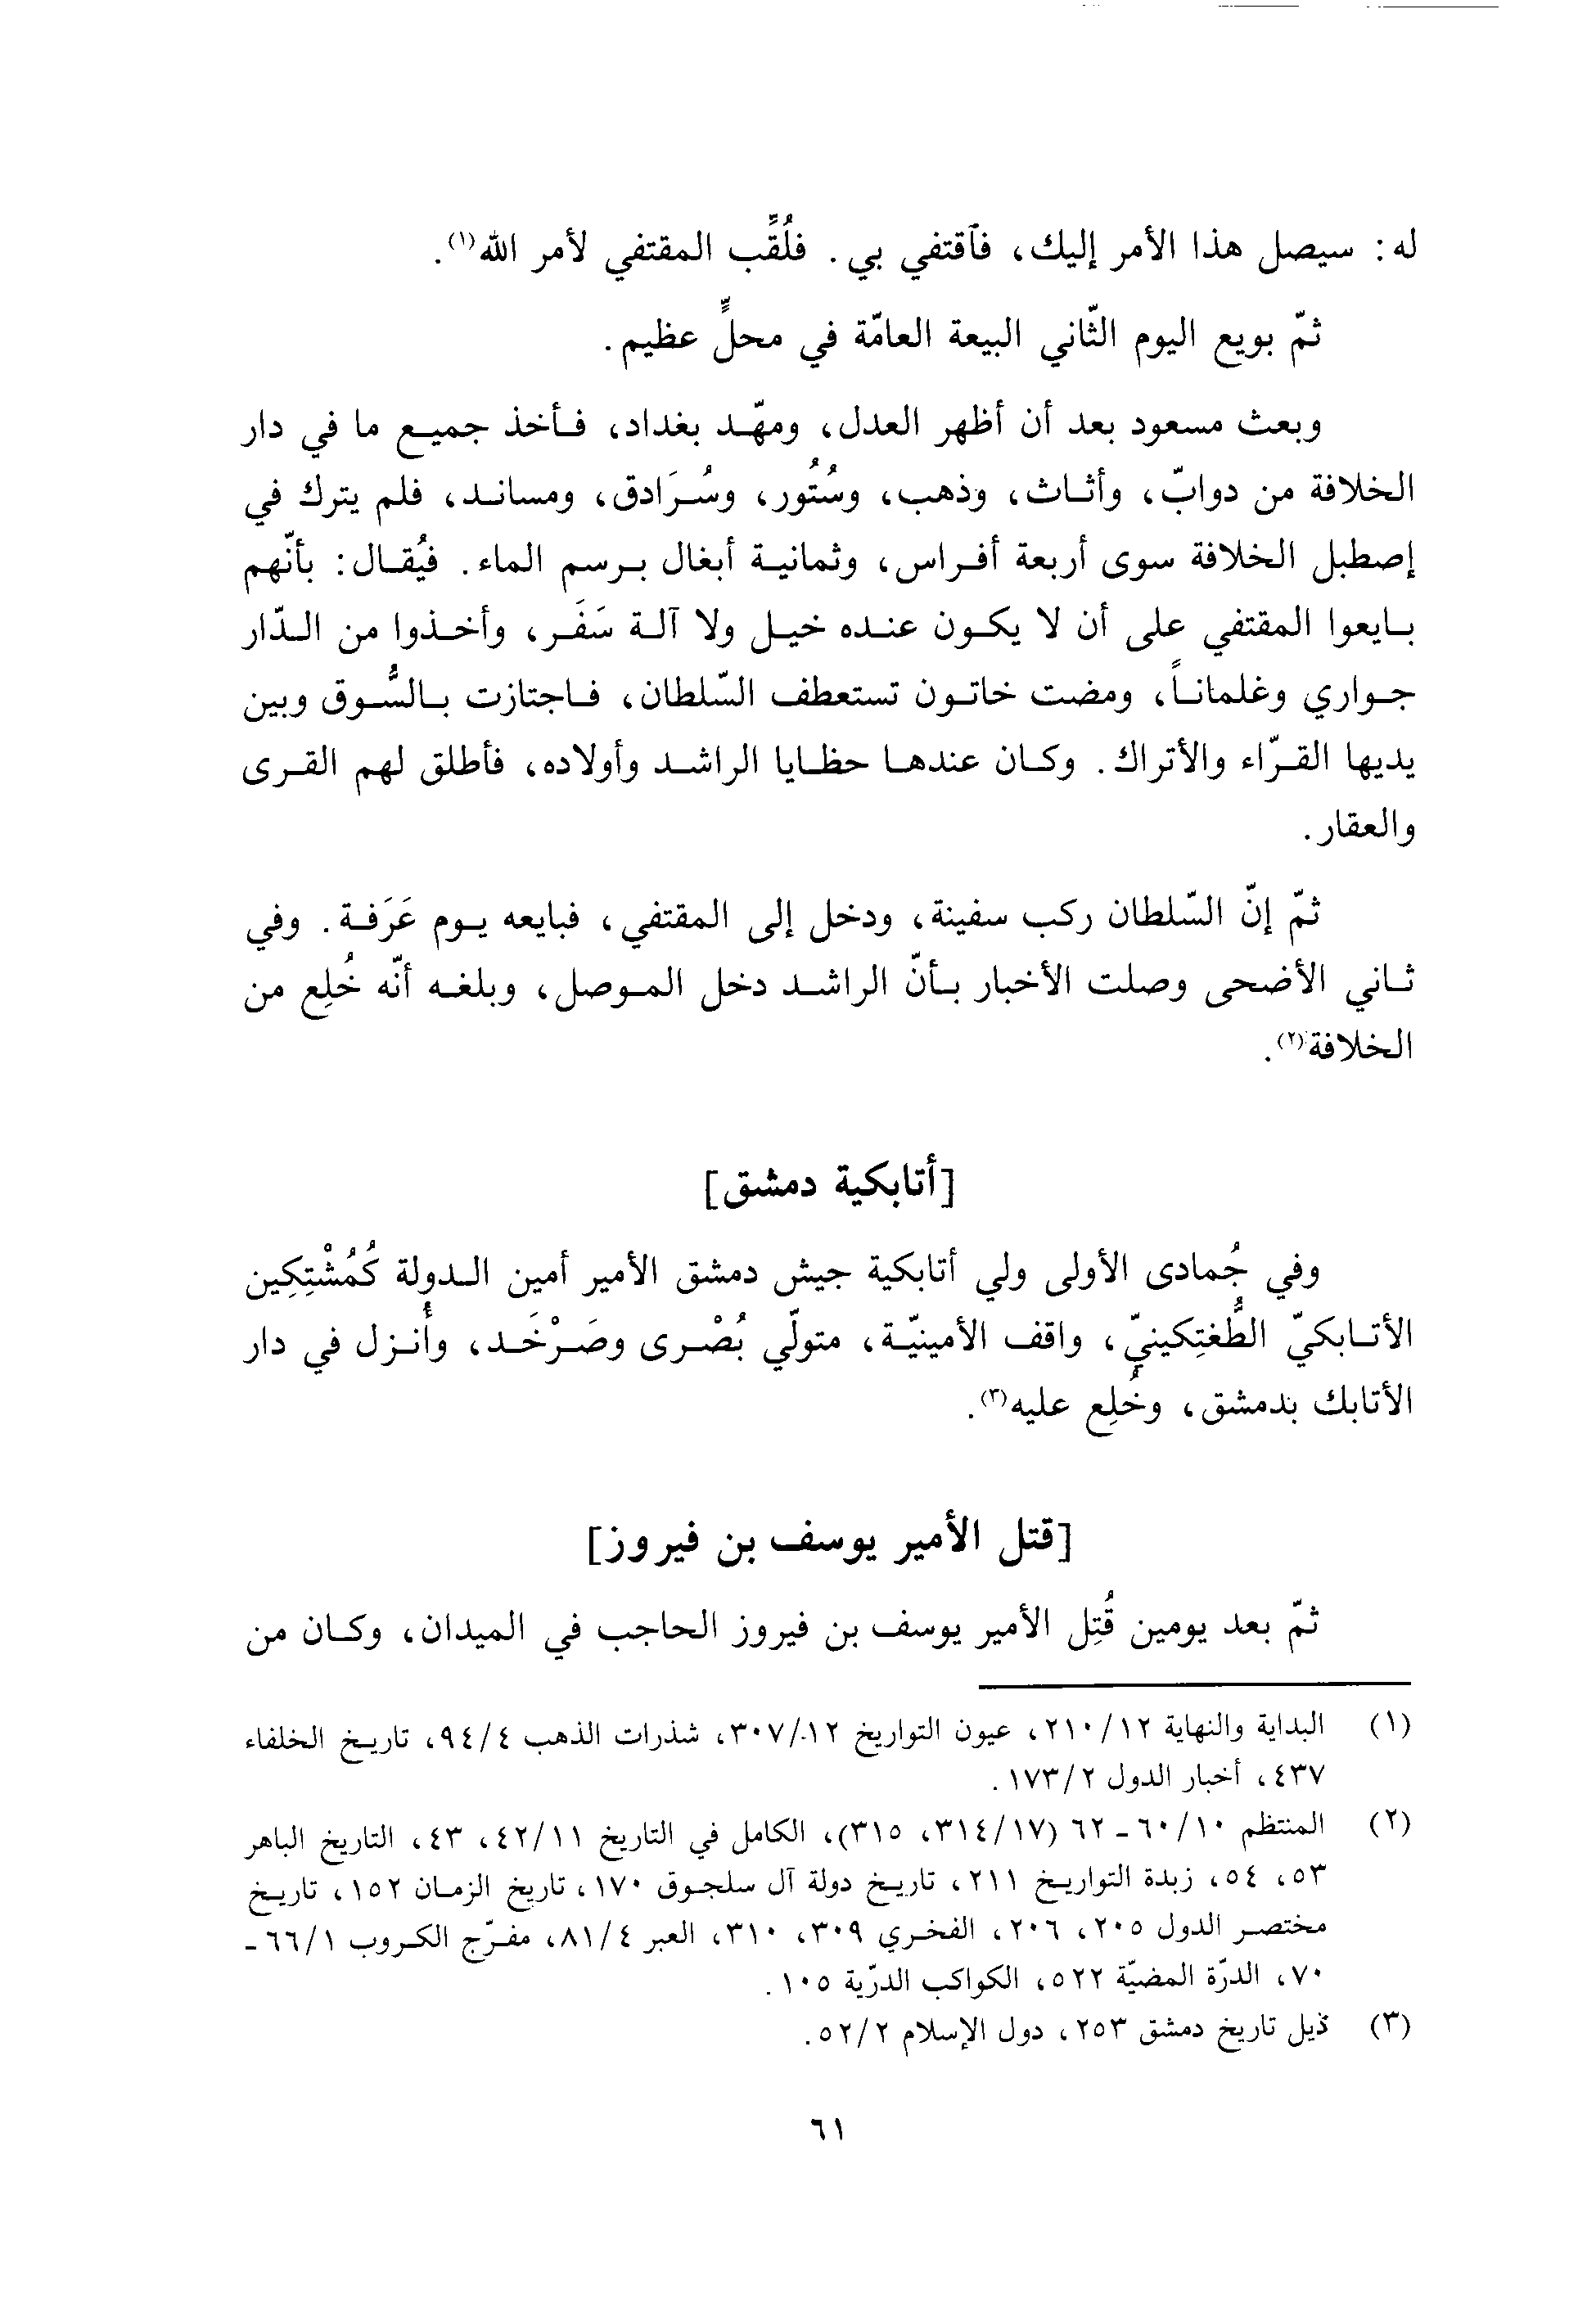 له: سيصل هذا الأمر إليك، فٱقتفي بي. فلُقِّب المقتفي لأمر الله(١).
ثمّ بويع اليوم الثّاني البيعة العامّة في محلٍّ عظيم.
وبعث مسعود بعد أن أظهر العدل، ومهّد بغداد، فأخذ جميع ما في دار
الخلافة من دوابّ، وأثاث، وذهب، وسُتُور، وسُرَادق، ومساند، فلم يترك في
إصطبل الخلافة سوى أربعة أفراس، وثمانية أبغال برسم الماء. فيُقال: بأنّهم
بايعوا المقتفي على أن لا يكون عنده خيل ولا آلة سَفَر، وأخذوا من الدّار
جواري وغلماناً، ومضت خاتون تستعطف السّلطان، فاجتازت بالسُّوق وبين
يديها القرّاء والأتراك. وكان عندها حظايا الراشد وأولاده، فأطلق لهم القرى
والعقار.
ثمّ إنّ السّلطان ركب سفينة، ودخل إلى المقتفي، فبايعه يوم عَرَفة. وفي
ثاني الأضحى وصلت الأخبار بأنّ الراشد دخل الموصل، وبلغه أنّه خُلِع من
الخلافة(٢).
[أتابكية دمشق]
وفي جُمادى الأولى ولي أتابكية جيش دمشق الأمير أمين الدولة كُمُشْتِكِين
الأتابكيّ الطُّغتِكينيّ، واقف الأمينيّة، متولّي بُصْرى وصَرْخَد، وأُنزل في دار
الأتابك بدمشق، وخُلِع عليه(٣).
[قتل الأمير يوسف بن فيروز]
ثمّ بعد يومين قُتِل الأمير يوسف بن فيروز الحاجب في الميدان، وكان من
(١) البداية والنهاية ٢١٠/١٢، عيون التواريخ ٣٠٧/١٢، شذرات الذهب ٩٤/٤، تاريخ الخلفاء
٤٣٧، أخبار الدول ١٧٣/٢.
(٢) المنتظم ٦٠/١٠ - ٦٢ (٣١٤/١٧، ٣١٥)، الكامل في التاريخ ٤٢/١١، ٤٣، التاريخ الباهر
٥٣، ٥٤، زبدة التواريخ ٢١١، تاريخ دولة آل سلجوق ١٧٠، تاريخ الزمان ١٥٢، تاريخ
مختصر الدول ٢٠٥، ٢٠٦، الفخري ٣٠٩، ٣١٠، العبر ٨١/٤، مفرّج الكروب ٦٦/١ -
٧٠، الدرّة المضيّة ٥٢٢، الكواكب الدرّية ١٠٥.
(٣) ذيل تاريخ دمشق ٢٥٣، دول الإسلام ٥٢/٢.
٦١